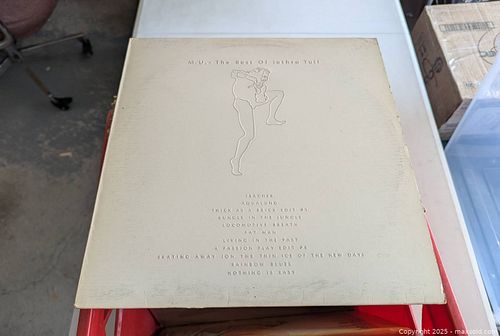 M.U. - The Best Of Jethro Tull
TEACHER
AQUALUNG
THICK AS A BRICK EDIT #1
BUNGLE IN THE JUNGLE
LOCOMOTIVE BREATH
FAT MAN
LIVING IN THE PAST
A PASSION PLAY EDIT #8
SKATING AWAY (ON THE THIN ICE OF THE NEW DAY)
RAINBOW BLUES
NOTHING IS EASY
Copyright 2025 - maxsold.com